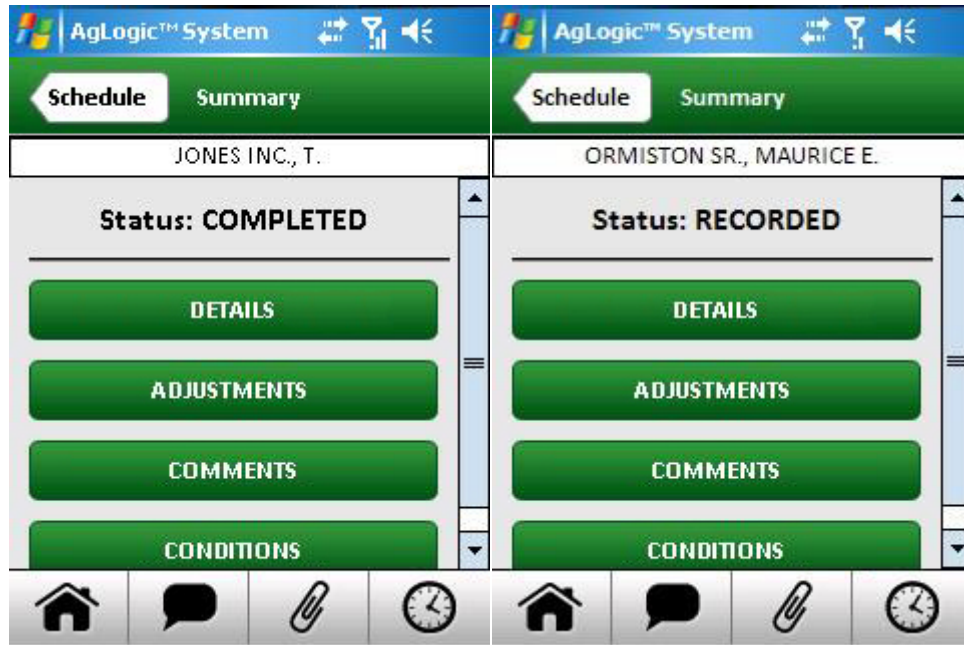 AgLogic™ System
Schedule Summary
JONES INC., T.
Status: COMPLETED
DETAILS
ADJUSTMENTS
COMMENTS
CONDITIONS
AgLogic™ System
Schedule Summary
ORMISTON SR., MAURICE E.
Status: RECORDED
DETAILS
ADJUSTMENTS
COMMENTS
CONDITIONS